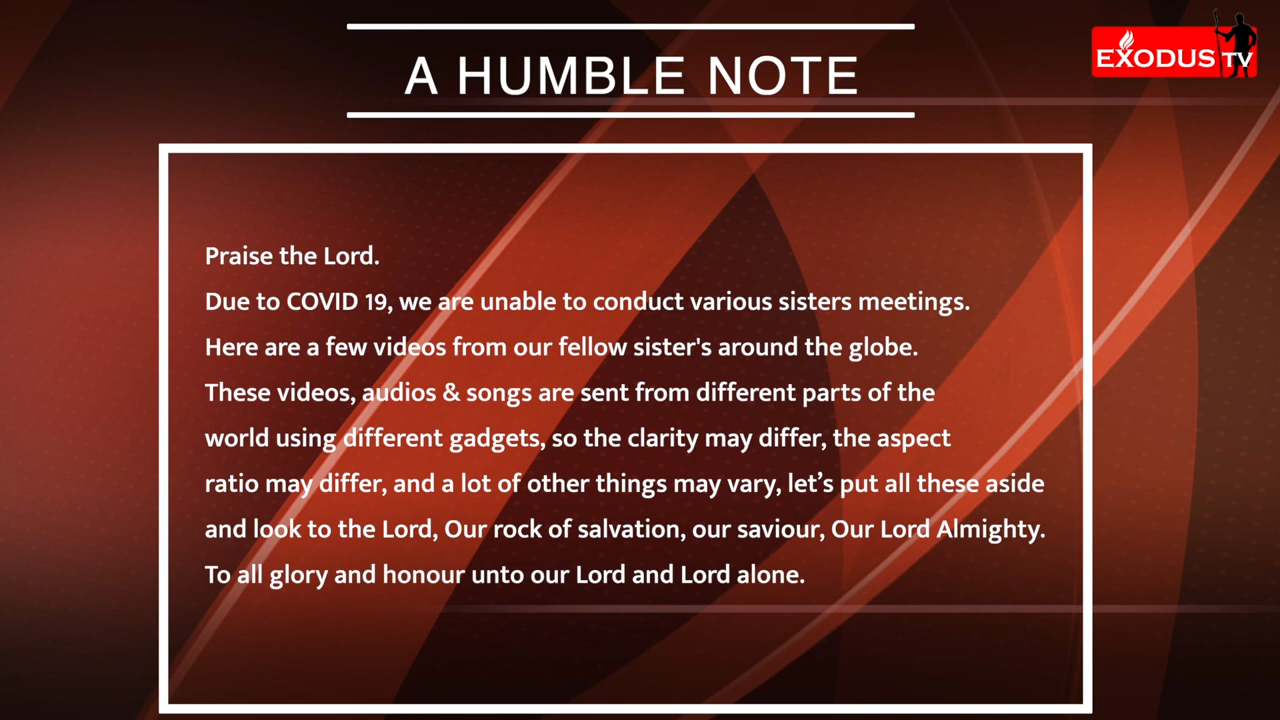 A HUMBLE NOTE
EXODUS TV
Praise the Lord.
Due to COVID 19, we are unable to conduct various sisters meetings.
Here are a few videos from our fellow sister's around the globe.
These videos, audios & songs are sent from different parts of the
world using different gadgets, so the clarity may differ, the aspect
ratio may differ, and a lot of other things may vary, let’s put all these aside
and look to the Lord, Our rock of salvation, our saviour, Our Lord Almighty.
To all glory and honour unto our Lord and Lord alone.